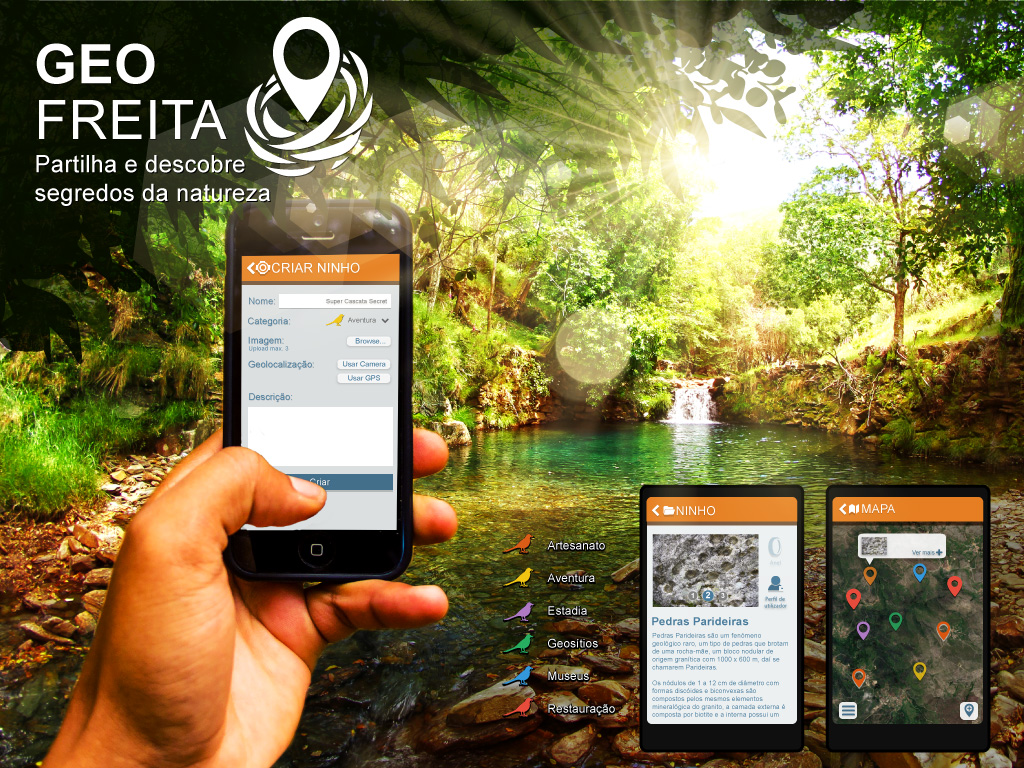 GEO
FREITA
Partilha e descobre
segredos da natureza
CRIAR NINHO
Nome: Super Cascata Secret
Categoria: Aventura
Imagem: Browse...
Upload max. 3
Geolocalização: Usar Camera
Usar GPS
Descrição:
Criar
Artesanato
Aventura
Estadia
Geosítios
Museus
Restauração
NINHO
1 2 3
Perfil de
utilizador
Pedras Parideiras
Pedras Parideiras são um fenómeno
geológico raro, um tipo de pedras que brotam
de uma rocha-mãe, um bloco nodular de
origem granítica com 1000 x 600 m, daí se
chamarem Parideiras.
Os nódulos de 1 a 12 cm de diâmetro com
formas discóides e biconvexas são
compostos pelos mesmos elementos
mineralógica do granito, a camada externa é
composta por biotite e a interna possui um
MAPA
Ver mais